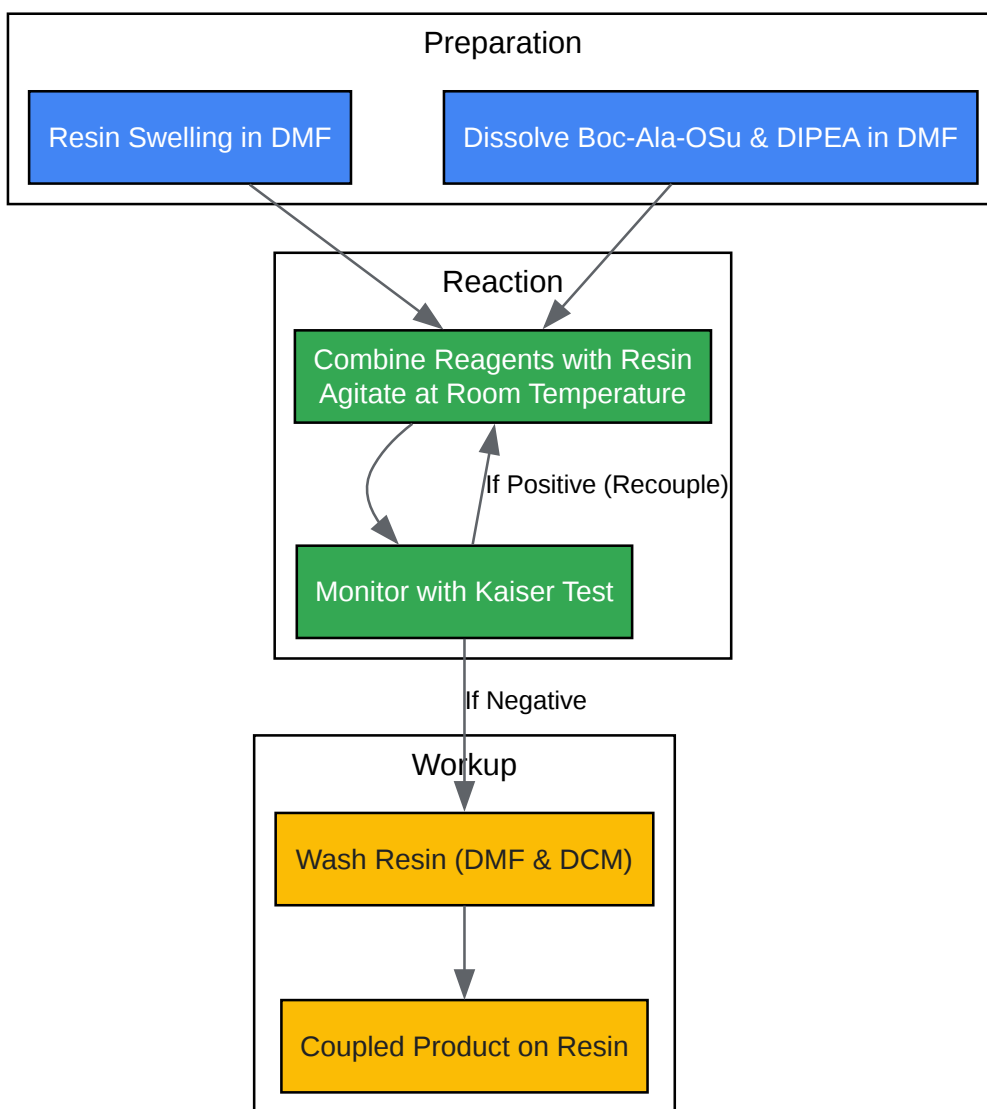 Preparation
Resin Swelling in DMF
Dissolve Boc-Ala-OSu & DIPEA in DMF
Reaction
Combine Reagents with Resin
Agitate at Room Temperature
If Positive (Recouple)
Monitor with Kaiser Test
If Negative
Workup
Wash Resin (DMF & DCM)
Coupled Product on Resin